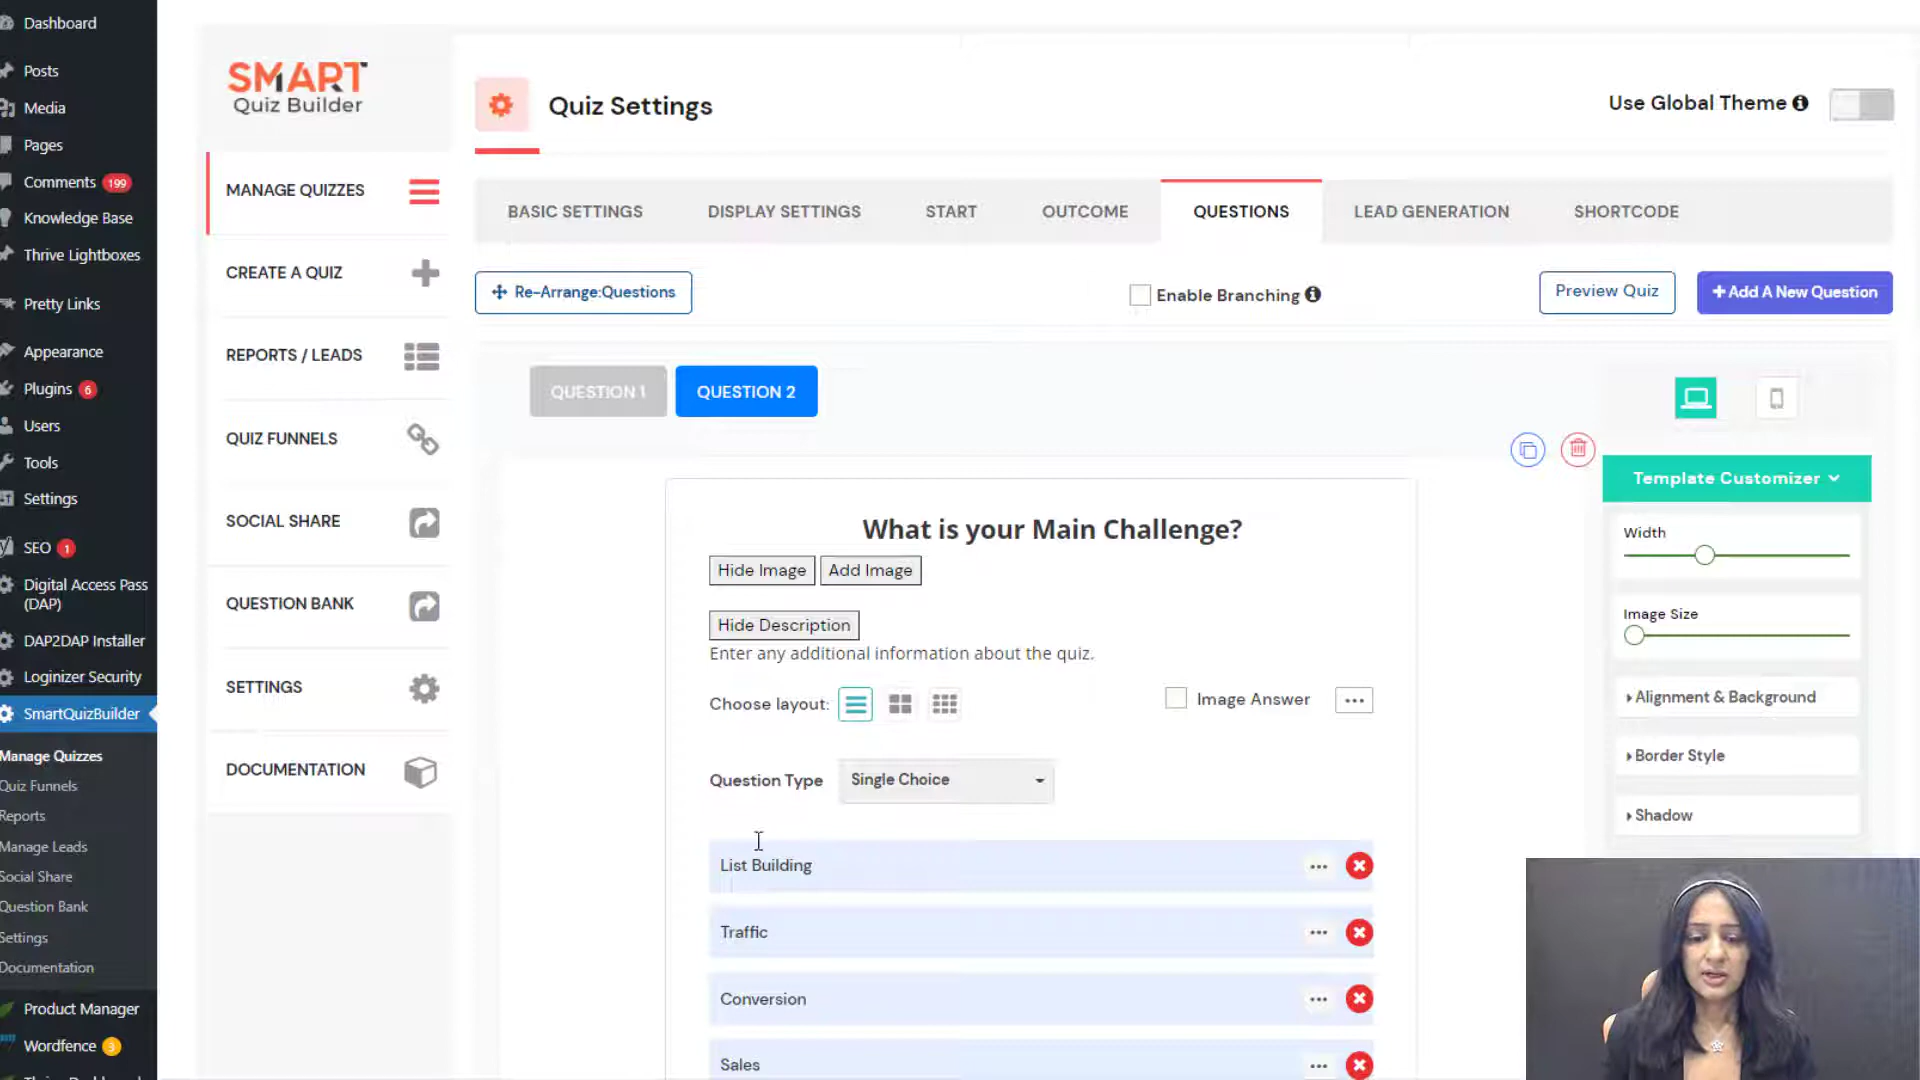 Dashboard
Posts
Media
Pages
Comments 199
Knowledge Base
Thrive Lightboxes
Pretty Links
Appearance
Plugins 6
Users
Tools
Settings
SEO 1
Digital Access Pass
(DAP)
DAP2DAP Installer
Loginizer Security
SmartQuizBuilder
Manage Quizzes
Quiz Funnels
Reports
Manage Leads
Social Share
Question Bank
Settings
Documentation
Product Manager
Wordfence 3
SMART
Quiz Builder
MANAGE QUIZZES
CREATE A QUIZ
REPORTS / LEADS
QUIZ FUNNELS
SOCIAL SHARE
QUESTION BANK
SETTINGS
DOCUMENTATION
Quiz Settings
Use Global Theme
BASIC SETTINGS DISPLAY SETTINGS START OUTCOME QUESTIONS LEAD GENERATION SHORTCODE
Re-Arrange:Questions
Enable Branching
Preview Quiz
+Add A New Question
QUESTION 1 QUESTION 2
What is your Main Challenge?
Hide Image Add Image
Hide Description
Enter any additional information about the quiz.
Choose layout:
Image Answer
Question Type Single Choice
List Building
Traffic
Conversion
Sales
Template Customizer
Width
Image Size
Alignment & Background
Border Style
Shadow